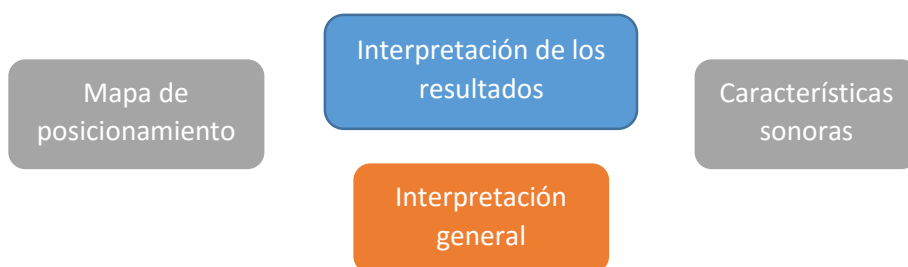 Interpretación de los
resultados
Mapa de
posicionamiento
Características
sonoras
Interpretación
general